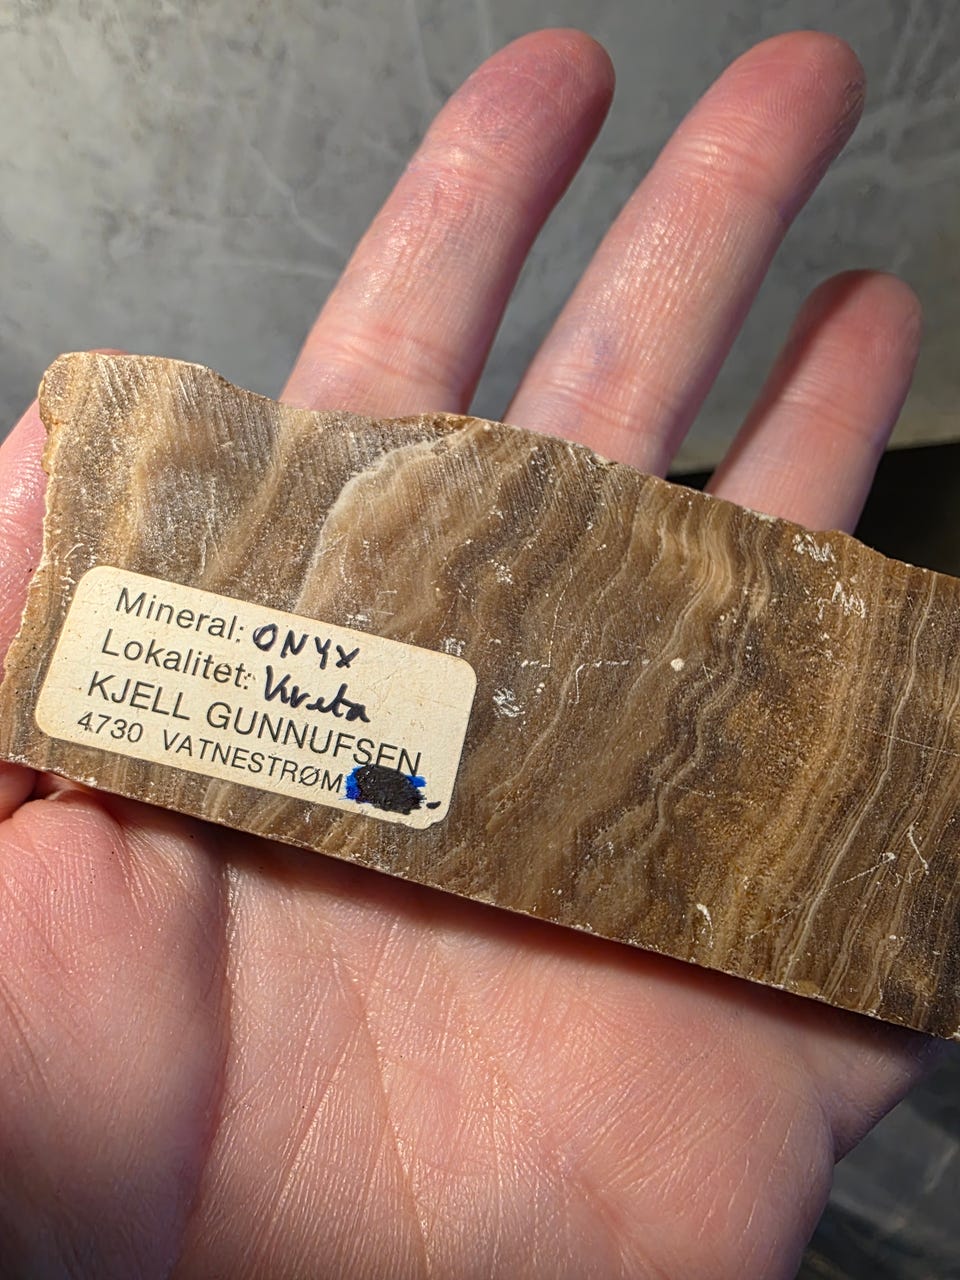 Mineral: ONYX
Lokalitet: Kreta
KJELL GUNNUFSEN
4730 VATNESTRØM